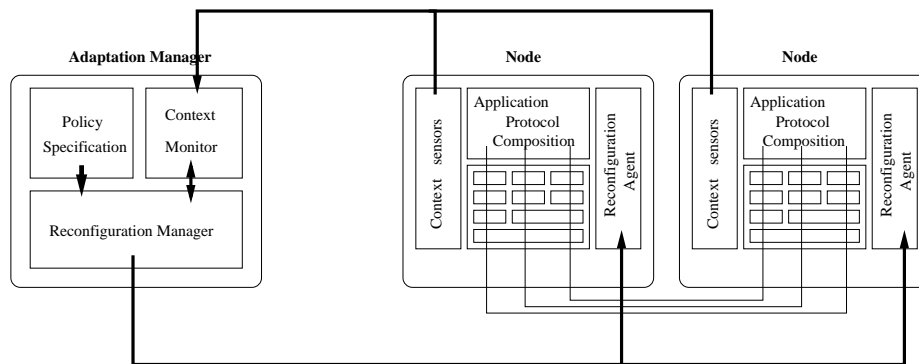 Adaptation Manager
Policy
Specification
Context
Monitor
Reconfiguration Manager
Node
Context sensors
Application
Protocol
Composition
Reconfiguration
Agent
Node
Context sensors
Application
Protocol
Composition
Reconfiguration
Agent